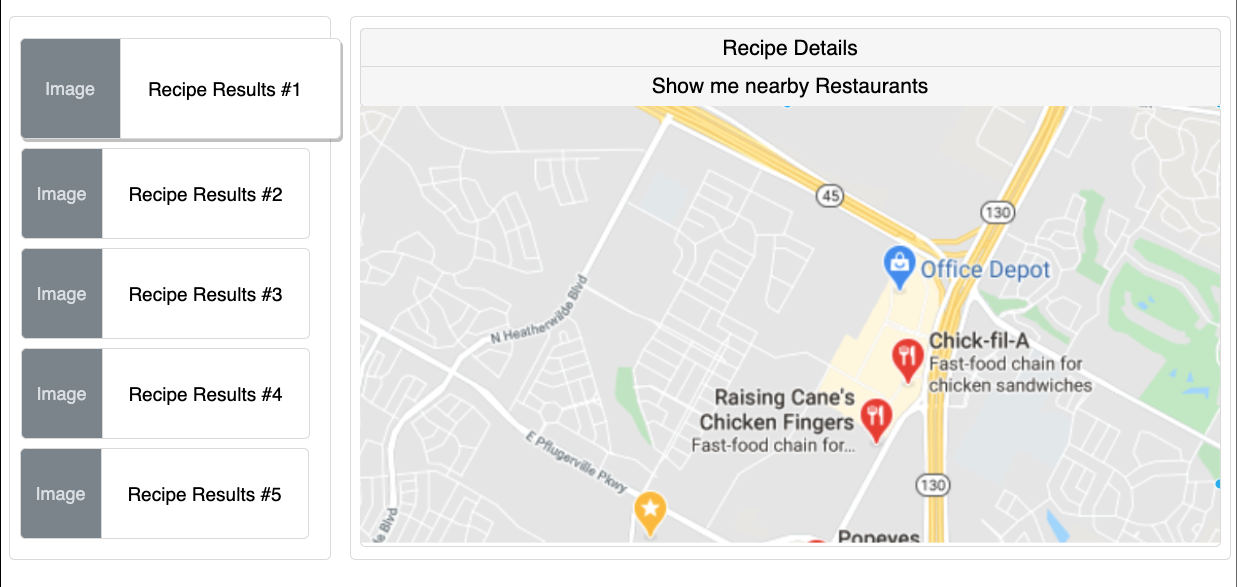 Image
Recipe Results #1
Image
Recipe Results #2
Image
Recipe Results #3
Image
Recipe Results #4
Image
Recipe Results #5
Recipe Details
Show me nearby Restaurants
45
130
Office Depot
N Heatherwilde Blvd
Chick-fil-A
Fast-food chain for
chicken sandwiches
Raising Cane's
Chicken Fingers
Fast-food chain for...
E Pflugerville Pkwy
130
le Blvd
Popeyes